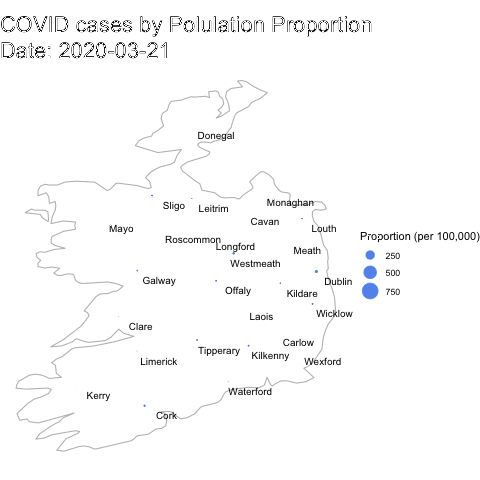 COVID cases by Polulation Proportion
Date: 2020-03-21
Donegal
Sligo
Leitrim
Monaghan
Cavan
Mayo
Louth
Roscommon
Longford
Meath
Westmeath
Galway
Dublin
Offaly
Kildare
Laois
Wicklow
Clare
Carlow
Tipperary
Kilkenny
Limerick
Wexford
Kerry
Waterford
Cork
Proportion (per 100,000)
250
500
750